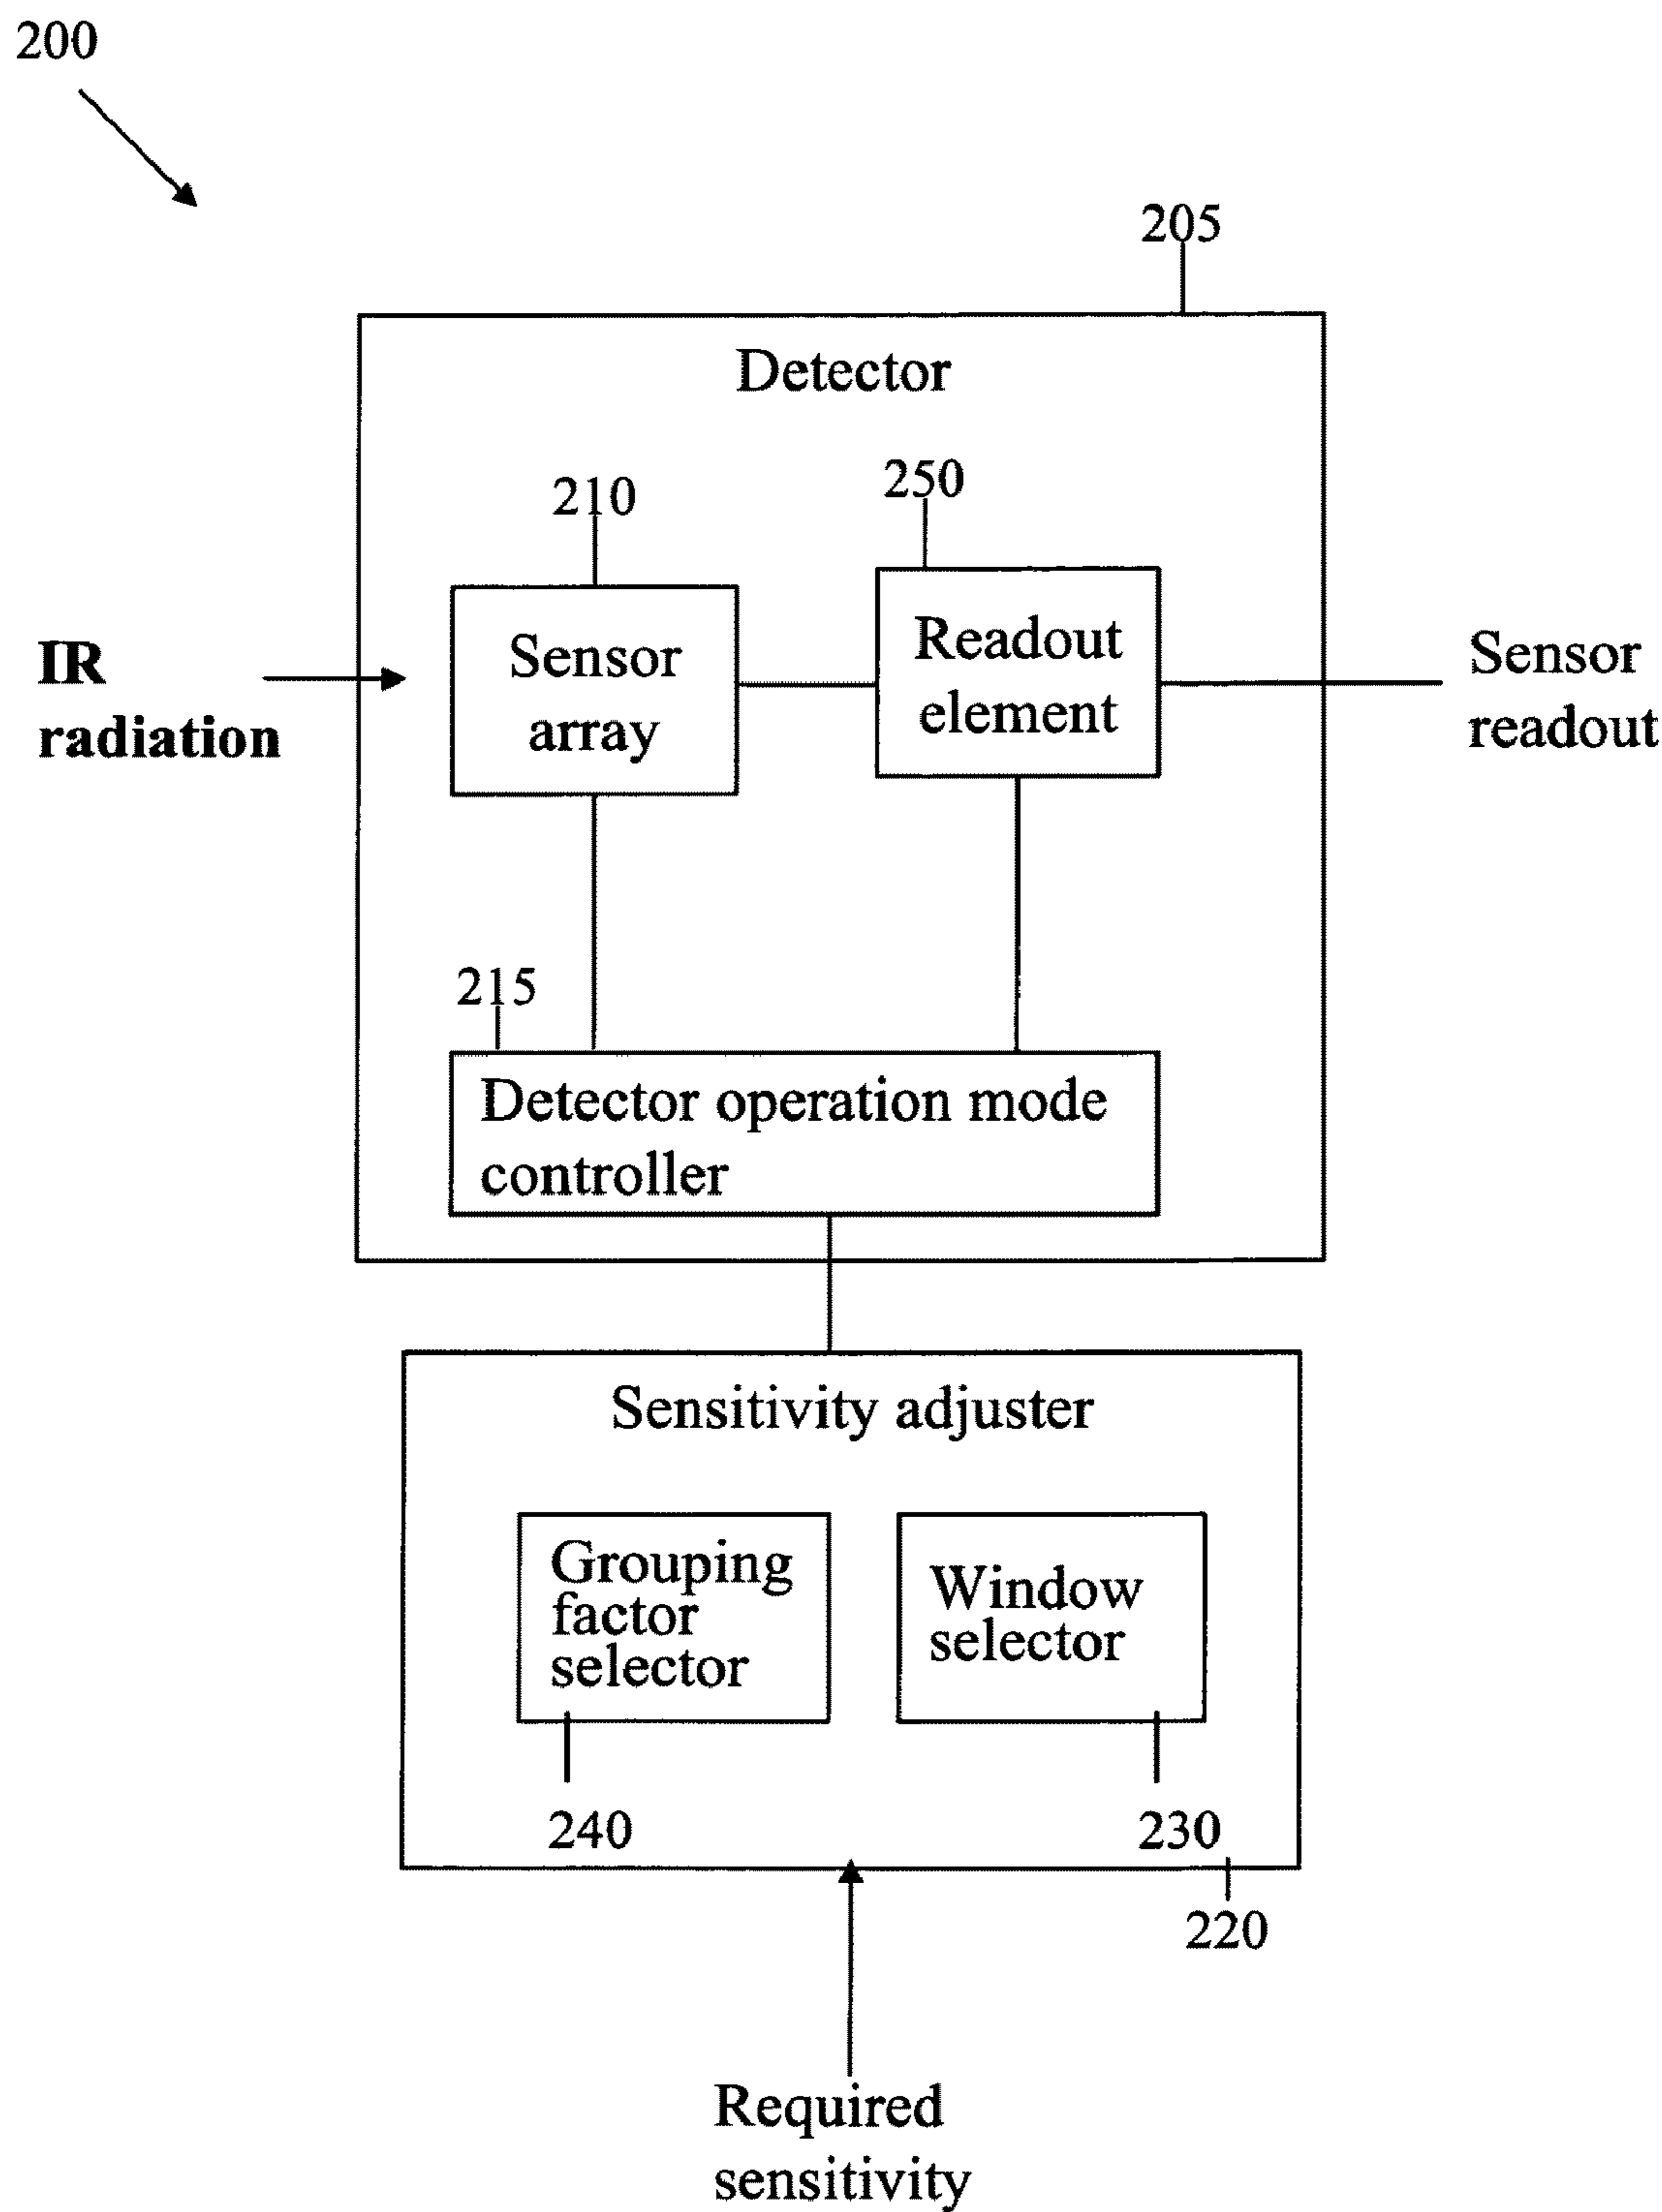 200
205
Detector
210
250
IR
radiation
Sensor
array
Readout
element
Sensor
readout
215
Detector operation mode
controller
Sensitivity adjuster
Grouping
factor
selector
Window
selector
240
230
220
Required
sensitivity